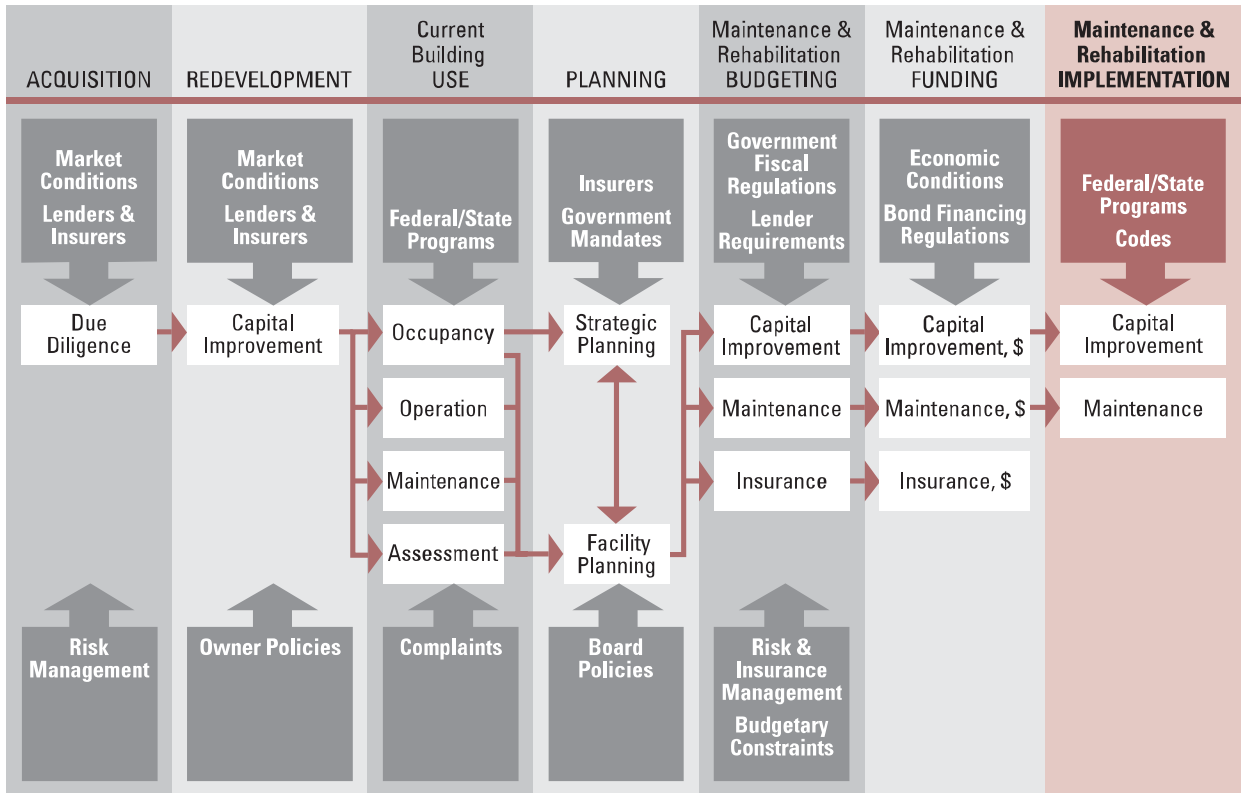 ACQUISITION
REDEVELOPMENT
Current
Building
USE
PLANNING
Maintenance &
Rehabilitation
BUDGETING
Maintenance &
Rehabilitation
FUNDING
Maintenance &
Rehabilitation
IMPLEMENTATION
Market
Conditions
Lenders &
Insurers
Market
Conditions
Lenders &
Insurers
Federal/State
Programs
Insurers
Government
Mandates
Government
Fiscal
Regulations
Lender
Requirements
Economic
Conditions
Bond Financing
Regulations
Federal/State
Programs
Codes
Due
Diligence
Capital
Improvement
Occupancy
Strategic
Planning
Capital
Improvement
Capital
Improvement, $
Capital
Improvement
Operation
Maintenance
Maintenance, $
Maintenance
Maintenance
Insurance
Insurance, $
Assessment
Facility
Planning
Risk
Management
Owner Policies
Complaints
Board
Policies
Risk &
Insurance
Management
Budgetary
Constraints